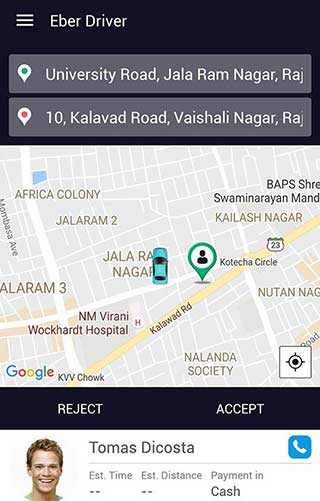 Eber Driver
University Road, Jala Ram Nagar, Raj
10, Kalavad Road, Vaishali Nagar, Raj
BAPS Shre
Swaminarayan Mand
AFRICA COLONY
Mombasa Ave
JALARAM 2
KAILASH NAGAR
23
JALA RA
NAGAR
Kotecha Circle
ALARAM 3
NUTAN NAG
NM Virani
Wockhardt Hospital
H
Kalawad Rd
NALANDA
SOCIETY
Road
Google
KVV Chowk
REJECT
ACCEPT
Tomas Dicosta
Est. Time Est. Distance Payment in
-- -- Cash